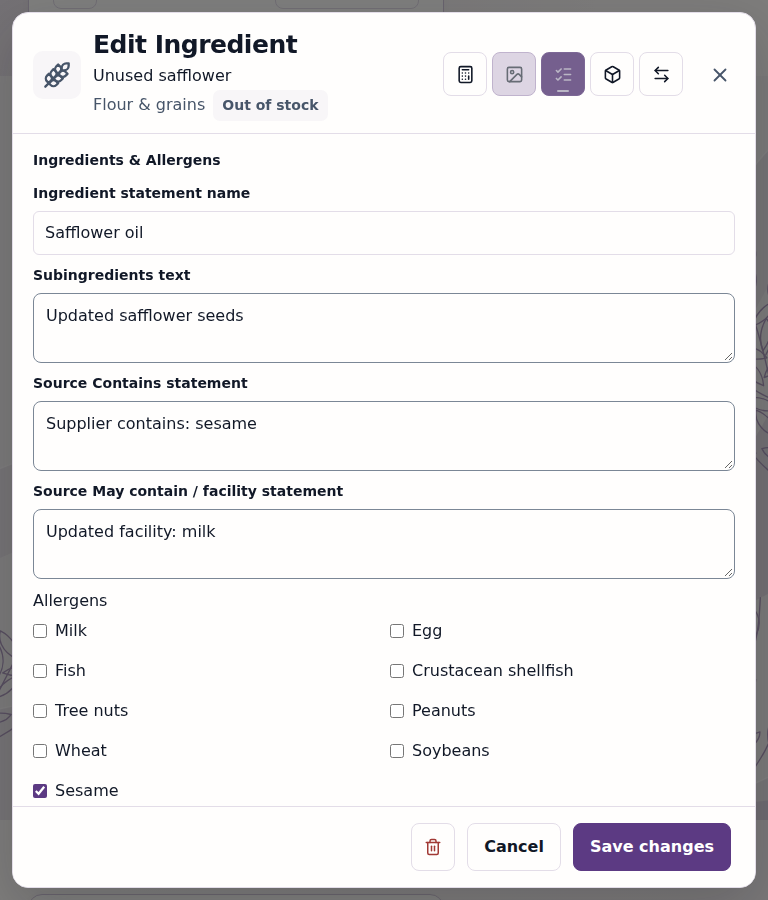 Edit Ingredient
Unused safflower
Flour & grains Out of stock
Ingredients & Allergens
Ingredient statement name
Safflower oil
Subingredients text
Updated safflower seeds
Source Contains statement
Supplier contains: sesame
Source May contain / facility statement
Updated facility: milk
Allergens
Milk Egg
Fish Crustacean shellfish
Tree nuts Peanuts
Wheat Soybeans
Sesame
Cancel Save changes